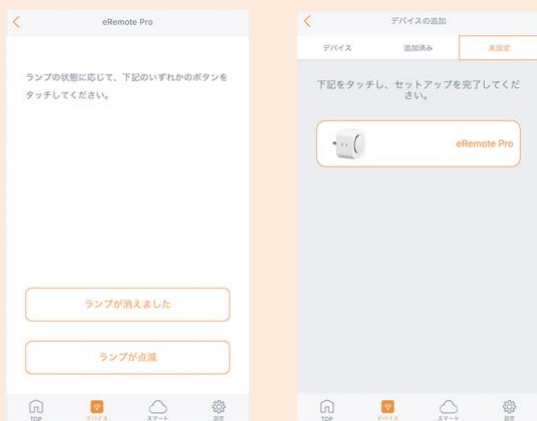 eRemote Pro
ランプの状態に応じて、下記のいずれかのボタンを
タッチしてください。
ランプが消えました
ランプが点滅
TOP
デバイス
スマート
設定
デバイスの追加
デバイス
追加済み
未設定
下記をタッチし、セットアップを完了してくだ
さい。
eRemote Pro
TOP
デバイス
スマート
設定